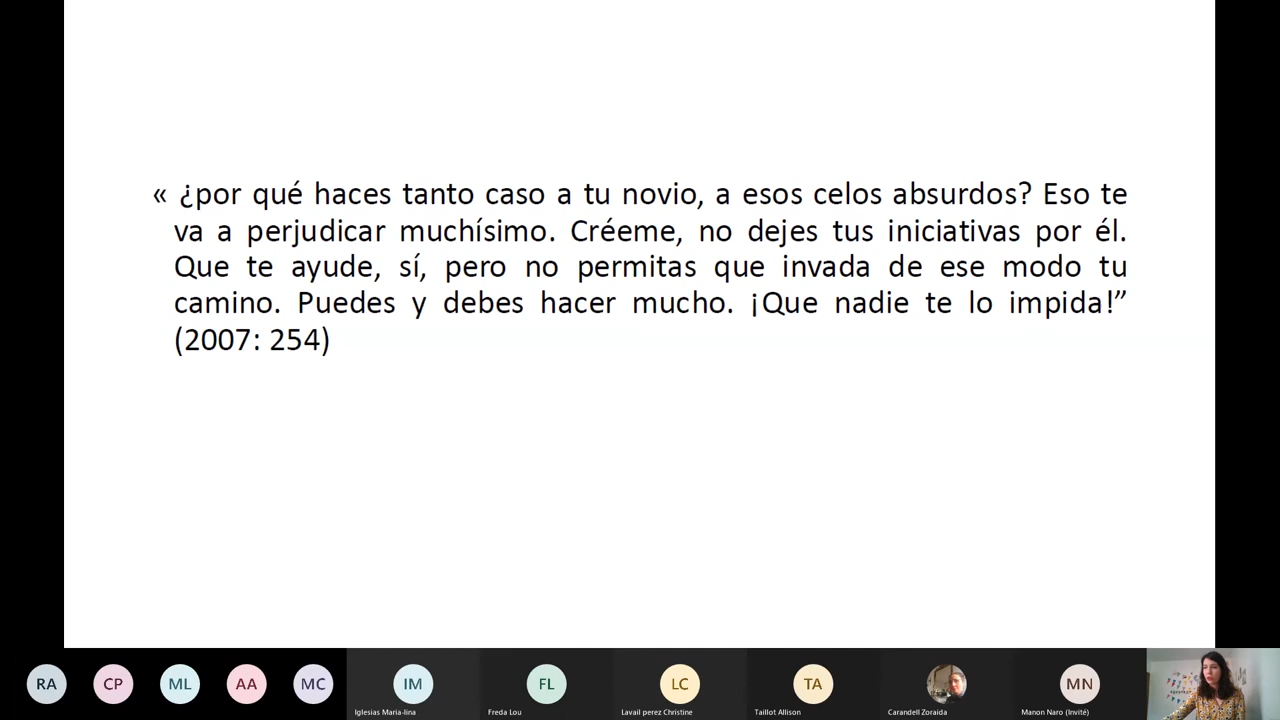 « ¿por qué haces tanto caso a tu novio, a esos celos absurdos? Eso te
va a perjudicar muchísimo. Créeme, no dejes tus iniciativas por él.
Que te ayude, sí, pero no permitas que invada de ese modo tu
camino. Puedes y debes hacer mucho. ¡Que nadie te lo impida!”
(2007: 254)
RA CP ML AA MC IM FL LC TA MN
Iglesias Maria-lina Freda Lou Lavail perez Christine Taillot Allison Carandell Zoraida Manon Naro (Invité)